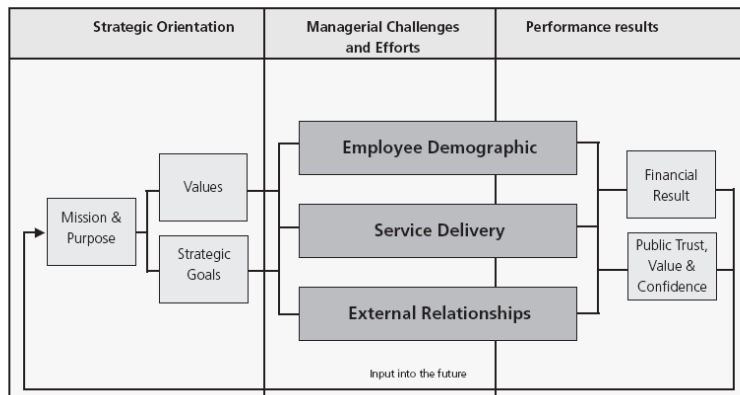 Strategic Orientation
Managerial Challenges
and Efforts
Performance results
Employee Demographic
Values
Financial
Result
Mission &
Purpose
Service Delivery
Strategic
Goals
Public Trust,
Value &
Confidence
External Relationships
Input into the future